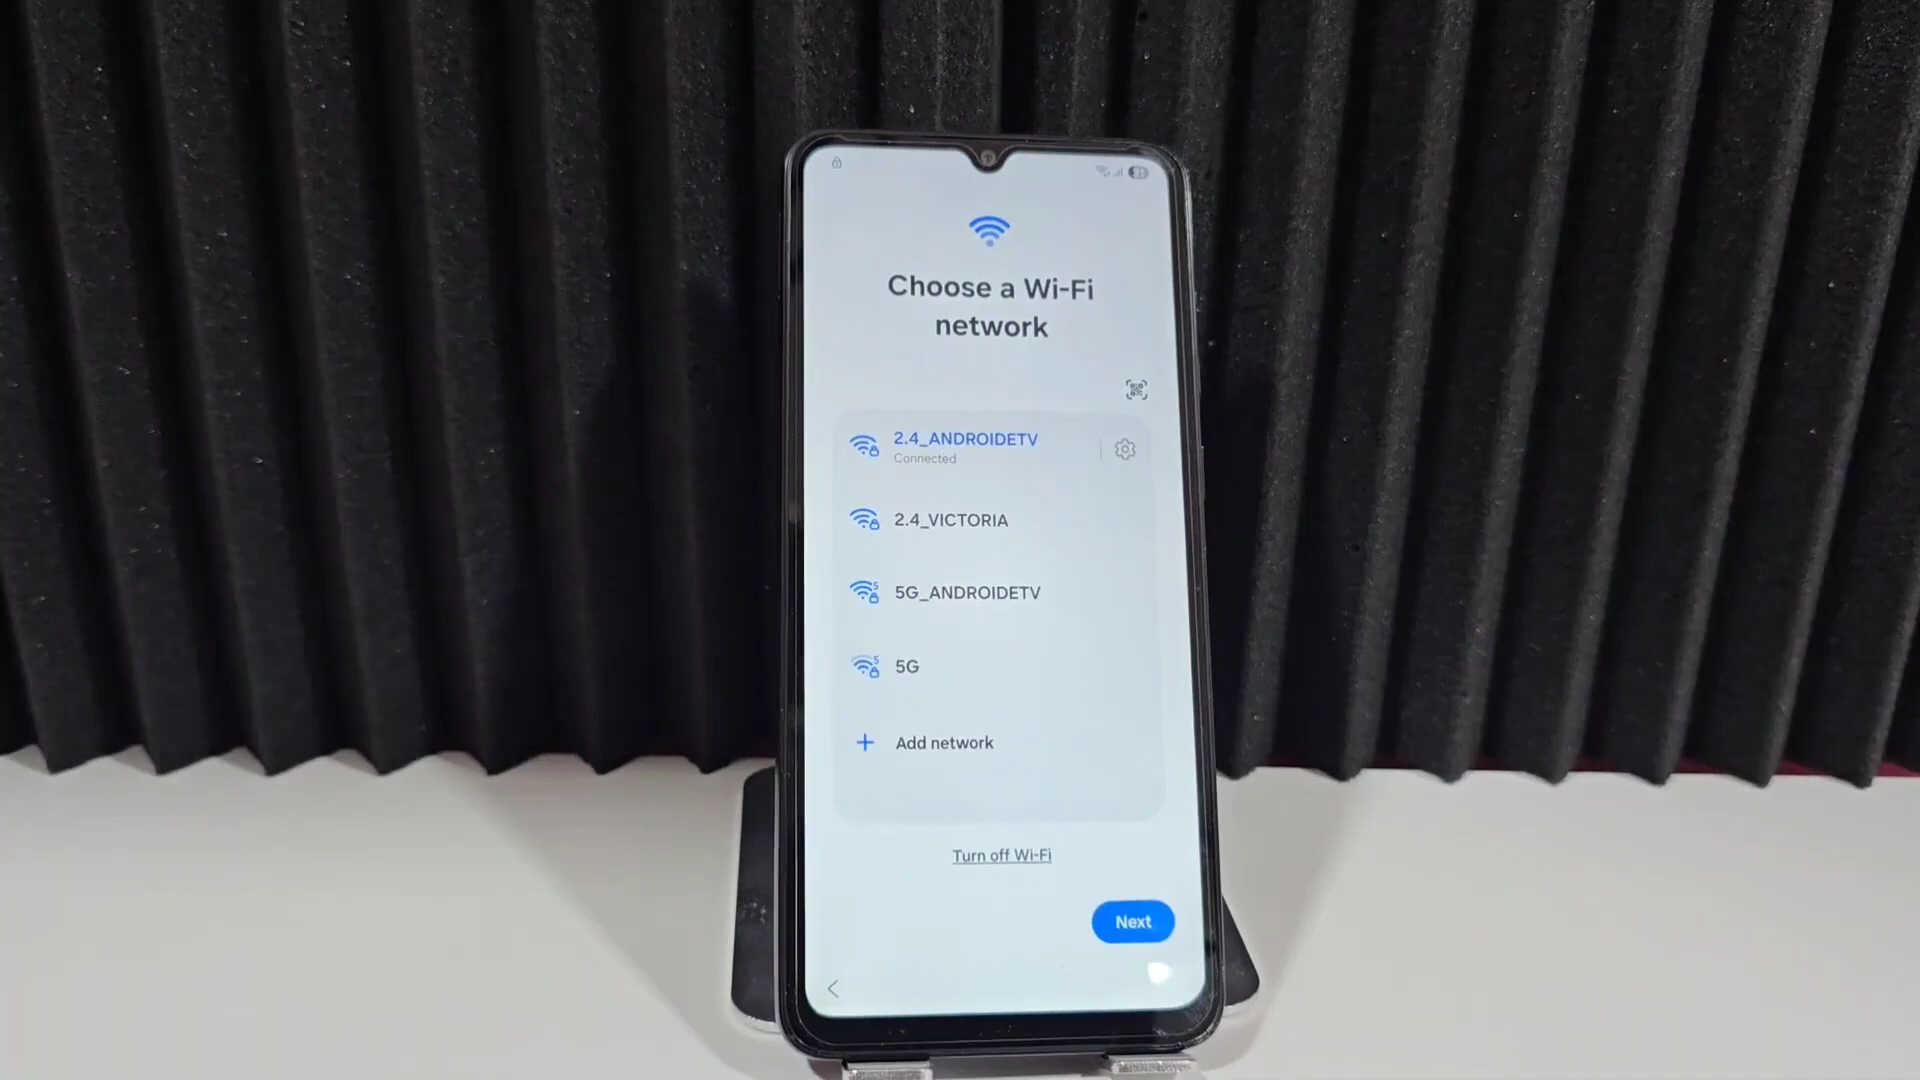 Choose a Wi-Fi
network
2.4_ANDROIDETV
Connected
2.4_VICTORIA
5G_ANDROIDETV
5G
Add network
Turn off Wi-Fi
Next